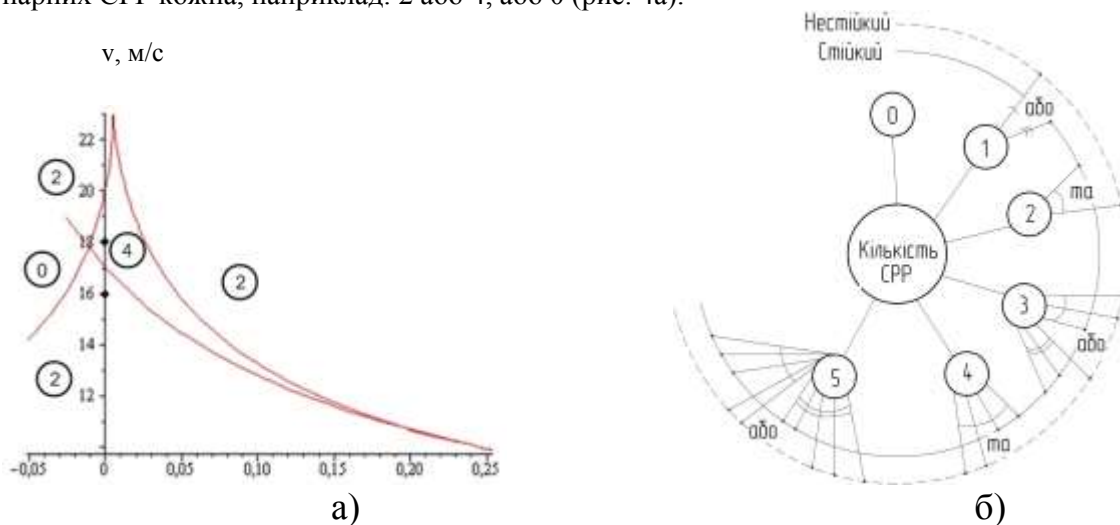 нарних СРР кожна, наприклад: 2 або 4, або 0 (рис. 4а).
v, м/с
22
20
18
16
14
12
-0,05
0
0,05
0,10
0,15
0,20
0,25
2
0
4
2
2
а)
Нестійкий
Стійкий
0
або
1
та
2
Кількість
СРР
3
або
4
та
5
або
б)